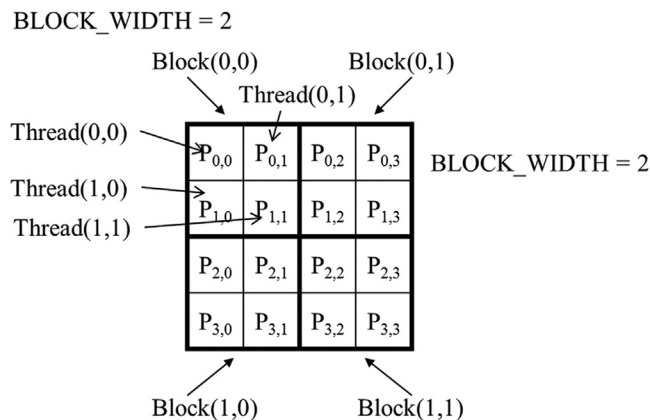 BLOCK_WIDTH = 2
Block(0,0) Block(0,1)
Thread(0,1)
Thread(0,0)
P0,0 P0,1 P0,2 P0,3
BLOCK_WIDTH = 2
Thread(1,0)
P1,0 P1,1 P1,2 P1,3
Thread(1,1)
P2,0 P2,1 P2,2 P2,3
P3,0 P3,1 P3,2 P3,3
Block(1,0) Block(1,1)